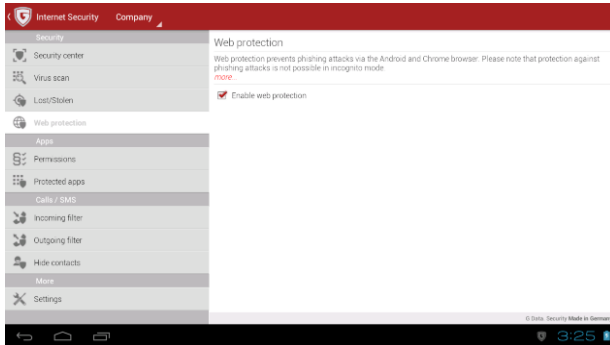 Internet Security Company
Security
Security center
Virus scan
Lost/Stolen
Web protection
Apps
Permissions
Protected apps
Calls / SMS
Incoming filter
Outgoing filter
Hide contacts
More
Settings
Web protection
Web protection prevents phishing attacks via the Android and Chrome browser. Please note that protection against
phishing attacks is not possible in incognito mode.
more...
Enable web protection
G Data. Security Made in German
3:25